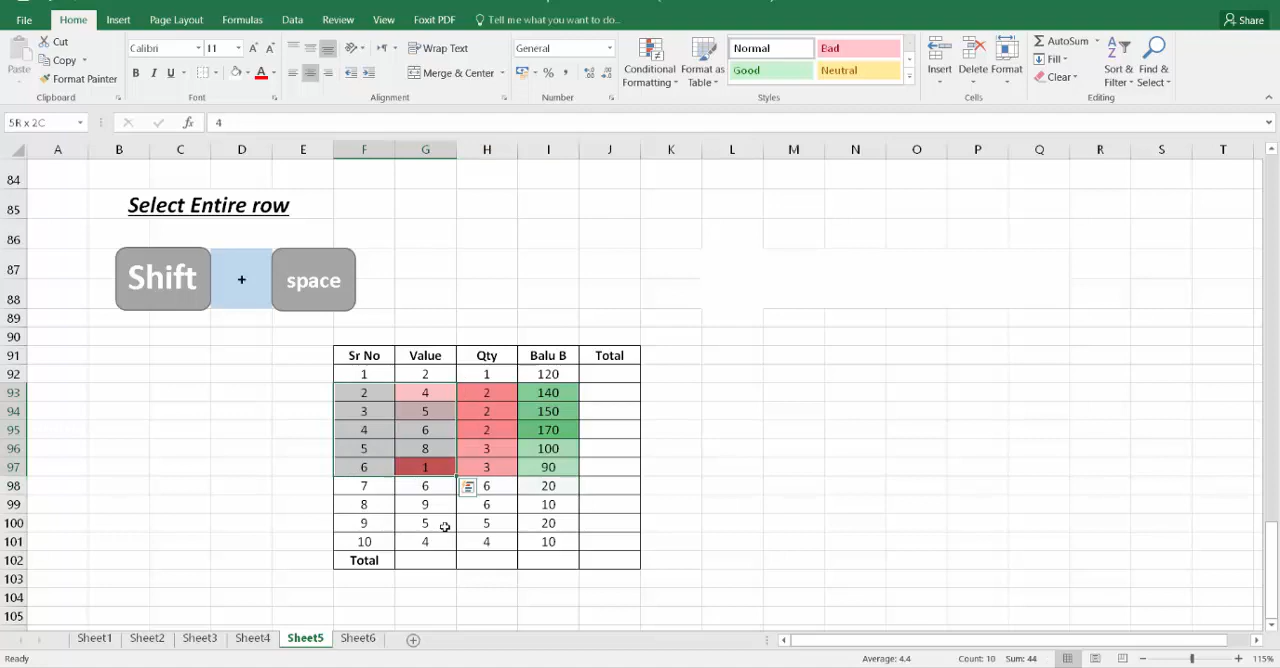 File Home Insert Page Layout Formulas Data Review View Foxit PDF Tell me what you want to do... Share
Paste Cut Copy Format Painter Clipboard
Calibri 11 B I U A Font
Wrap Text Merge & Center Alignment
General % , Number
Conditional Formatting Format as Table Normal Bad Good Neutral Styles
Insert Delete Format Cells
AutoSum Fill Clear Sort & Filter Find & Select Editing
5R x 2C fx 4
A B C D E F G H I J K L M N O P Q R S T
84
85 Select Entire row
86
87 Shift + space
88
89
90
91 Sr No Value Qty Balu B Total
92 1 2 1 120
93 2 4 2 140
94 3 5 2 150
95 4 6 2 170
96 5 8 3 100
97 6 1 3 90
98 7 6 6 20
99 8 9 6 10
100 9 5 5 20
101 10 4 4 10
102 Total
103
104
105
Sheet1 Sheet2 Sheet3 Sheet4 Sheet5 Sheet6
Ready Average: 4.4 Count: 10 Sum: 44 115%